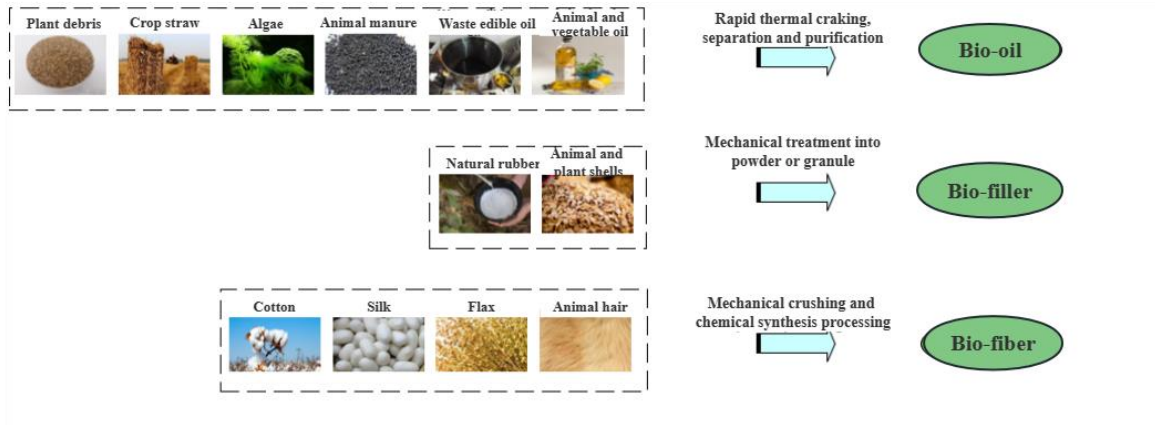 Plant debris
Crop straw
Algae
Animal manure
Waste edible oil
Animal and
vegetable oil
Rapid thermal craking,
separation and purification
Bio-oil
Natural rubber
Animal and
plant shells
Mechanical treatment into
powder or granule
Bio-filler
Cotton
Silk
Flax
Animal hair
Mechanical crushing and
chemical synthesis processing
Bio-fiber